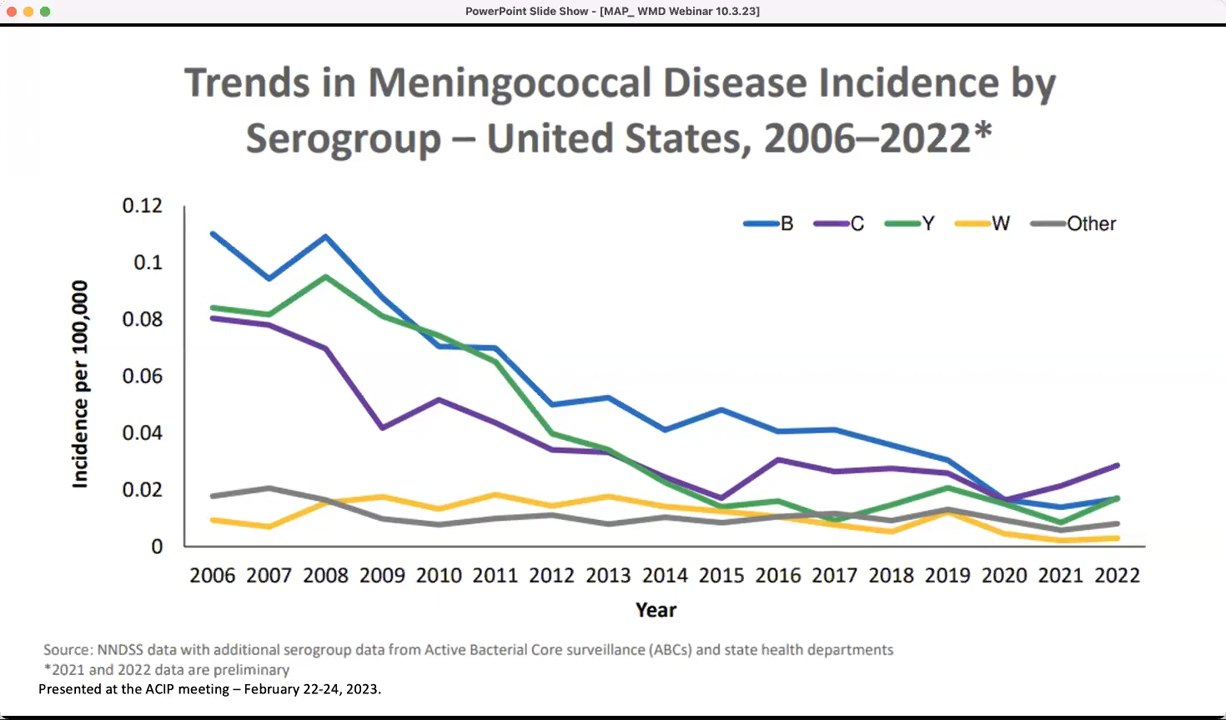 PowerPoint Slide Show - [MAP_ WMD Webinar 10.3.23]
Trends in Meningococcal Disease Incidence by
Serogroup – United States, 2006–2022*
B C Y W Other
Incidence per 100,000
0.12
0.1
0.08
0.06
0.04
0.02
0
2006 2007 2008 2009 2010 2011 2012 2013 2014 2015 2016 2017 2018 2019 2020 2021 2022
Year
Source: NNDSS data with additional serogroup data from Active Bacterial Core surveillance (ABCs) and state health departments
*2021 and 2022 data are preliminary
Presented at the ACIP meeting – February 22-24, 2023.